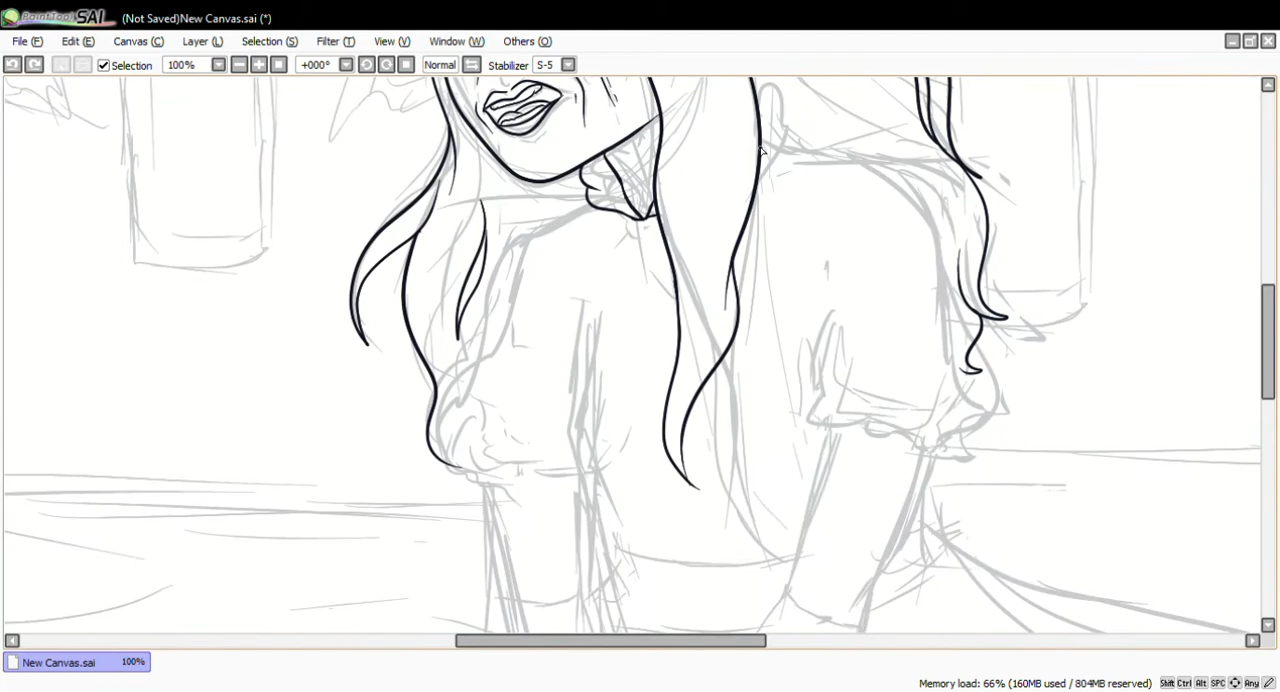 PaintTool SAI (Not Saved)New Canvas.sai (*)
File (F) Edit (E) Canvas (C) Layer (L) Selection (S) Filter (T) View (V) Window (W) Others (O)
Selection 100% +000° Normal Stabilizer S-5
New Canvas.sai 100%
Memory load: 66% (160MB used / 804MB reserved) Shift Ctrl Alt SPC Any